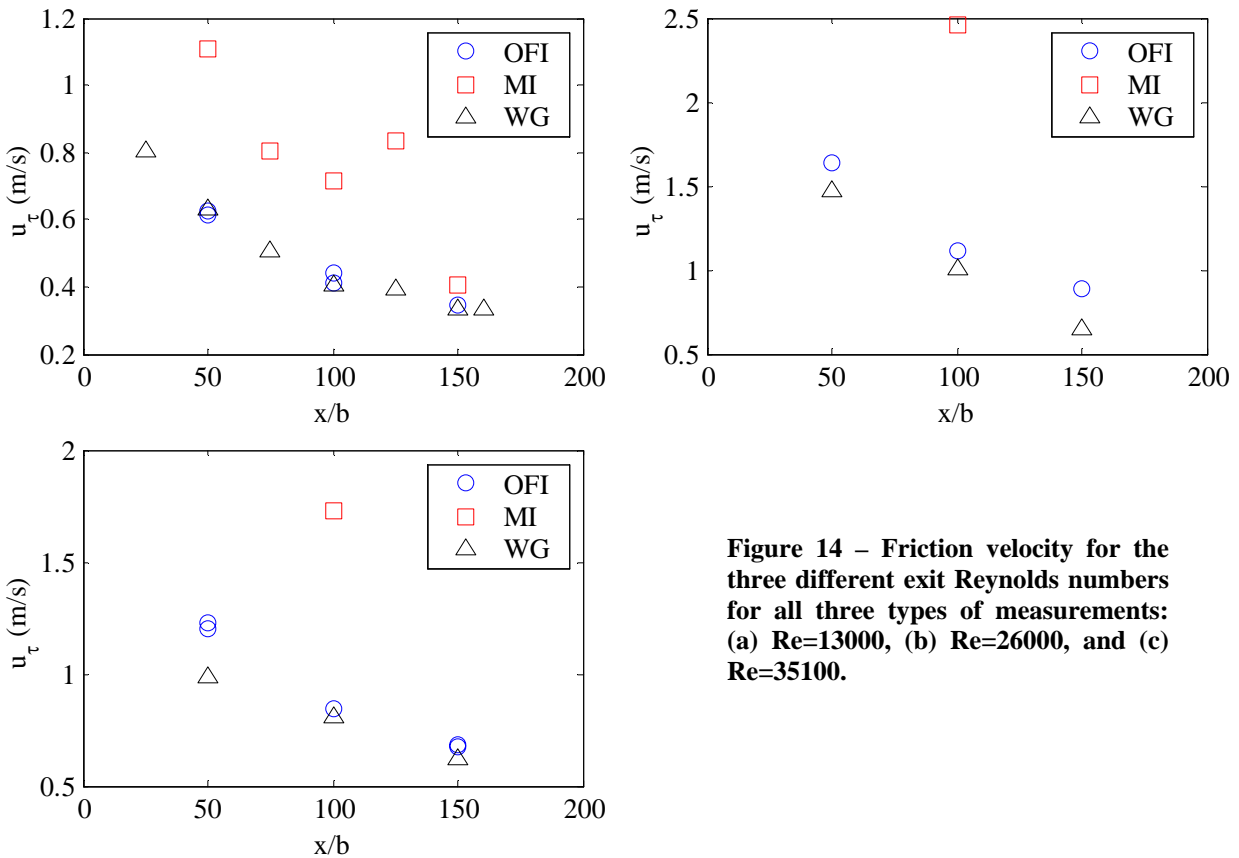 1.2
1
0.8
0.6
0.4
0.2
0
50
100
150
200
x/b
uτ (m/s)
OFI
MI
WG
2.5
2
1.5
1
0.5
0
50
100
150
200
x/b
uτ (m/s)
OFI
MI
WG
2
1.5
1
0.5
0
50
100
150
200
x/b
uτ (m/s)
OFI
MI
WG
Figure 14 – Friction velocity for the
three different exit Reynolds numbers
for all three types of measurements:
(a) Re=13000, (b) Re=26000, and (c)
Re=35100.